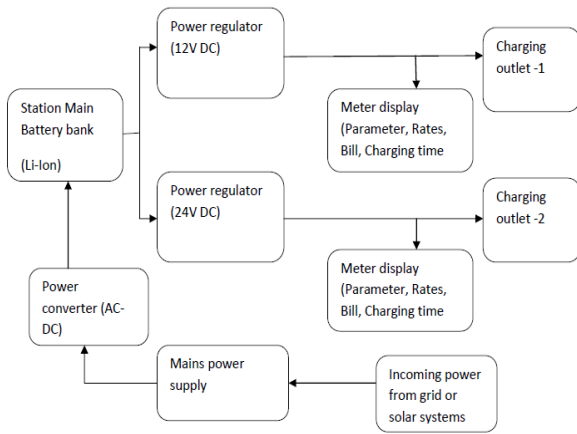 Power regulator
(12V DC)
Charging
outlet -1
Station Main
Battery bank
(Li-Ion)
Meter display
(Parameter, Rates,
Bill, Charging time
Power regulator
(24V DC)
Charging
outlet -2
Meter display
(Parameter, Rates,
Bill, Charging time
Power
converter (AC-
DC)
Mains power
supply
Incoming power
from grid or
solar systems